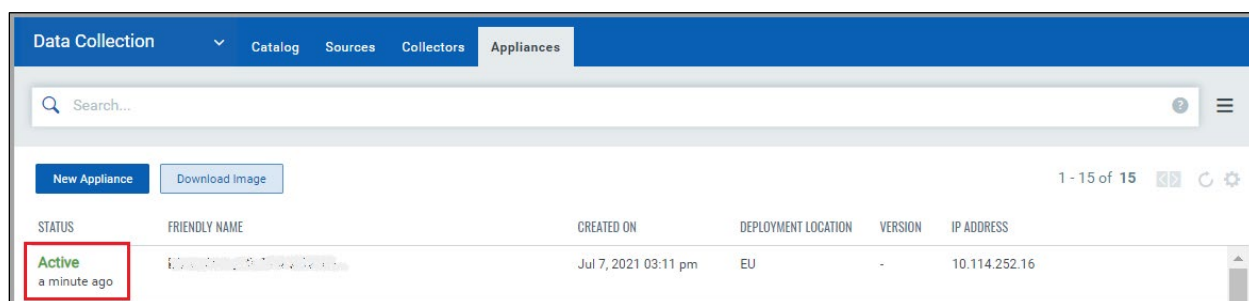 Data Collection Catalog Sources Collectors Appliances
Search...
New Appliance Download Image 1 - 15 of 15
STATUS FRIENDLY NAME CREATED ON DEPLOYMENT LOCATION VERSION IP ADDRESS
Active Jul 7, 2021 03:11 pm EU - 10.114.252.16
a minute ago